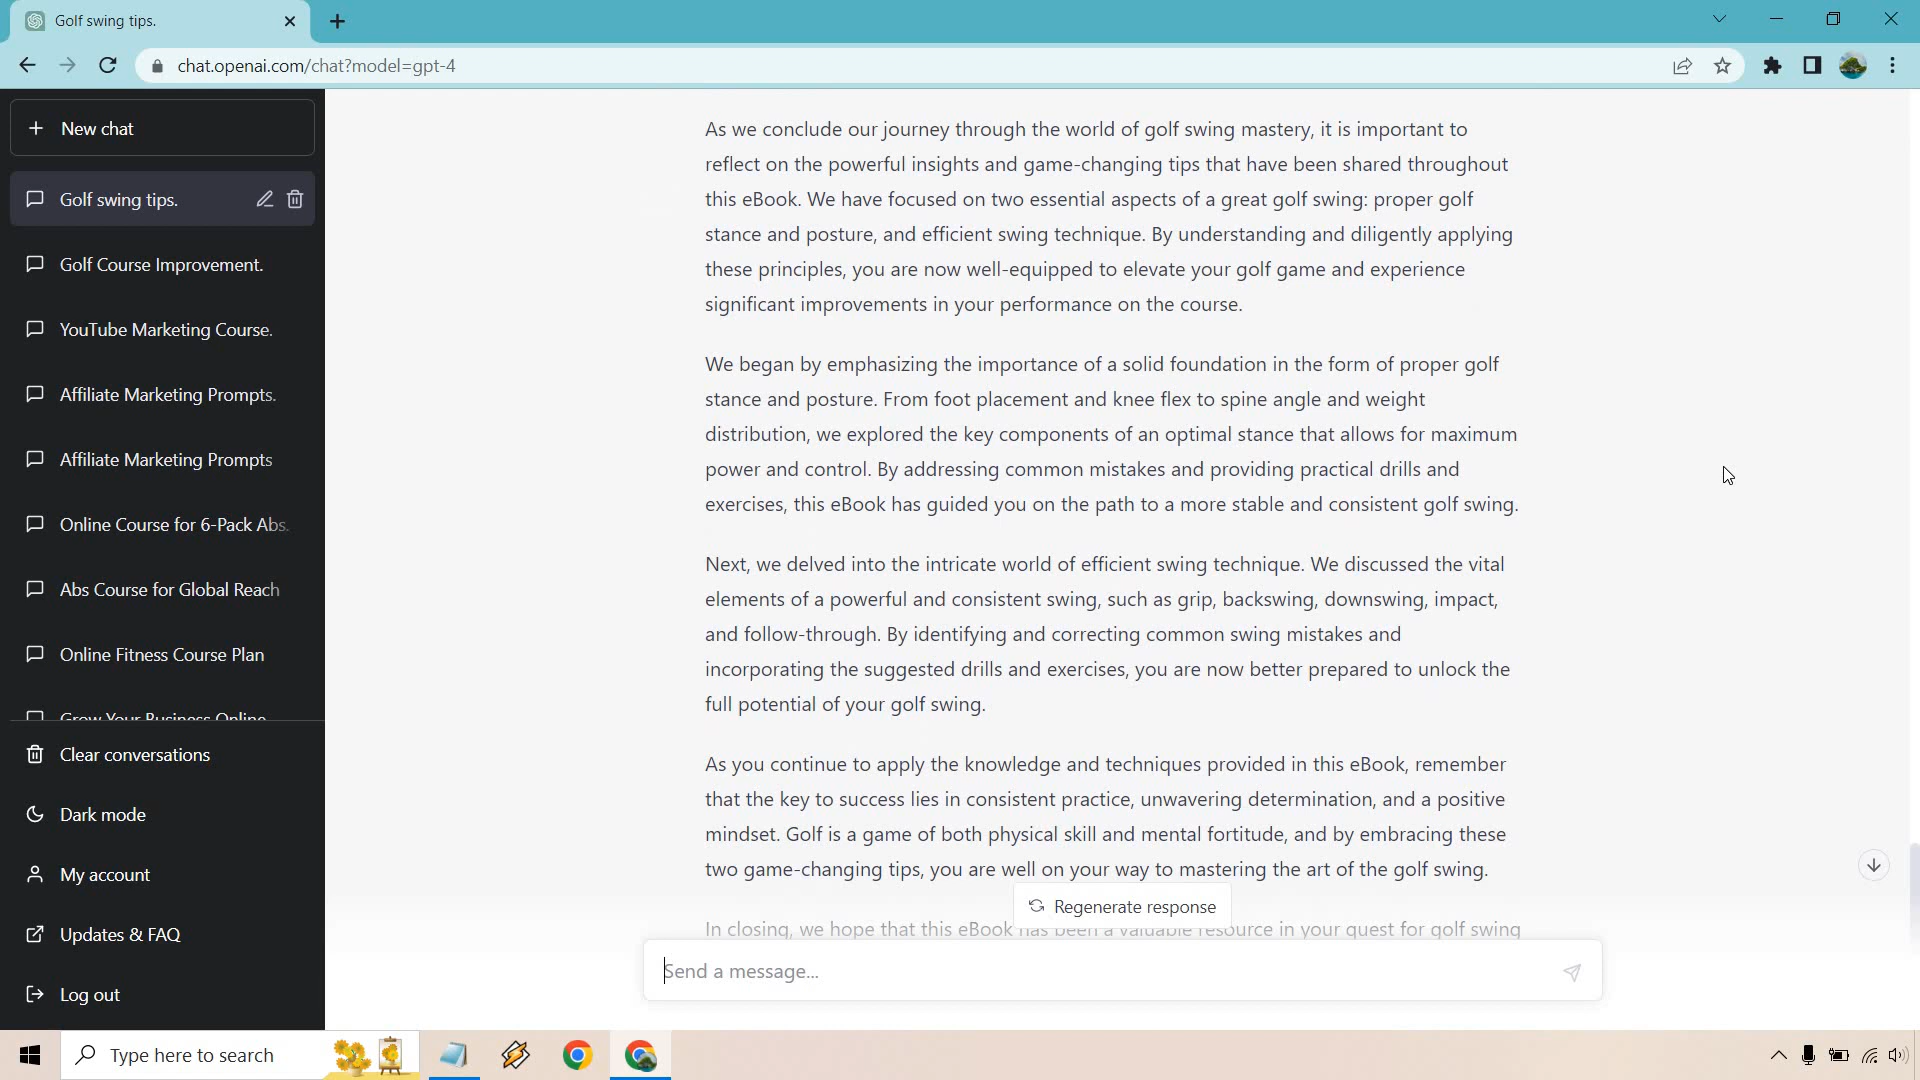 Golf swing tips.
chat.openai.com/chat?model=gpt-4
New chat
Golf swing tips.
Golf Course Improvement.
YouTube Marketing Course.
Affiliate Marketing Prompts.
Affiliate Marketing Prompts
Online Course for 6-Pack Abs.
Abs Course for Global Reach
Online Fitness Course Plan
Grow Your Business Online
Clear conversations
Dark mode
My account
Updates & FAQ
Log out
As we conclude our journey through the world of golf swing mastery, it is important to
reflect on the powerful insights and game-changing tips that have been shared throughout
this eBook. We have focused on two essential aspects of a great golf swing: proper golf
stance and posture, and efficient swing technique. By understanding and diligently applying
these principles, you are now well-equipped to elevate your golf game and experience
significant improvements in your performance on the course.
We began by emphasizing the importance of a solid foundation in the form of proper golf
stance and posture. From foot placement and knee flex to spine angle and weight
distribution, we explored the key components of an optimal stance that allows for maximum
power and control. By addressing common mistakes and providing practical drills and
exercises, this eBook has guided you on the path to a more stable and consistent golf swing.
Next, we delved into the intricate world of efficient swing technique. We discussed the vital
elements of a powerful and consistent swing, such as grip, backswing, downswing, impact,
and follow-through. By identifying and correcting common swing mistakes and
incorporating the suggested drills and exercises, you are now better prepared to unlock the
full potential of your golf swing.
As you continue to apply the knowledge and techniques provided in this eBook, remember
that the key to success lies in consistent practice, unwavering determination, and a positive
mindset. Golf is a game of both physical skill and mental fortitude, and by embracing these
two game-changing tips, you are well on your way to mastering the art of the golf swing.
Regenerate response
In closing, we hope that this eBook has been a valuable resource in your quest for golf swing
Send a message...
Type here to search